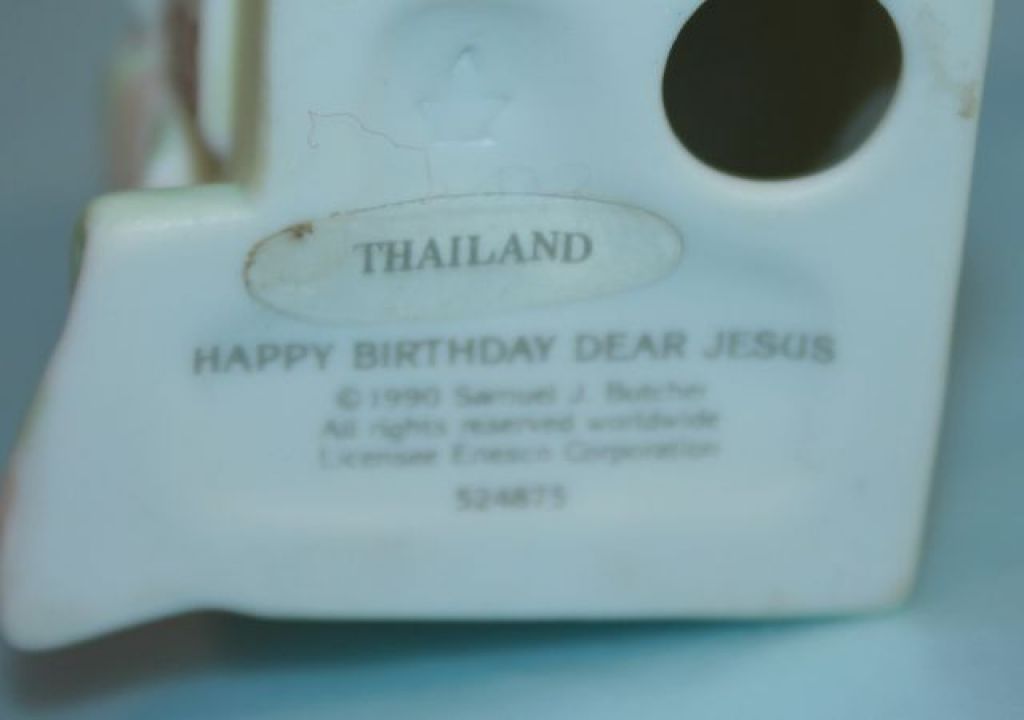 THAILAND
HAPPY BIRTHDAY DEAR JESUS
© 1990 Samuel J. Butcher
All rights reserved worldwide
Licensee Enesco Corporation
524875